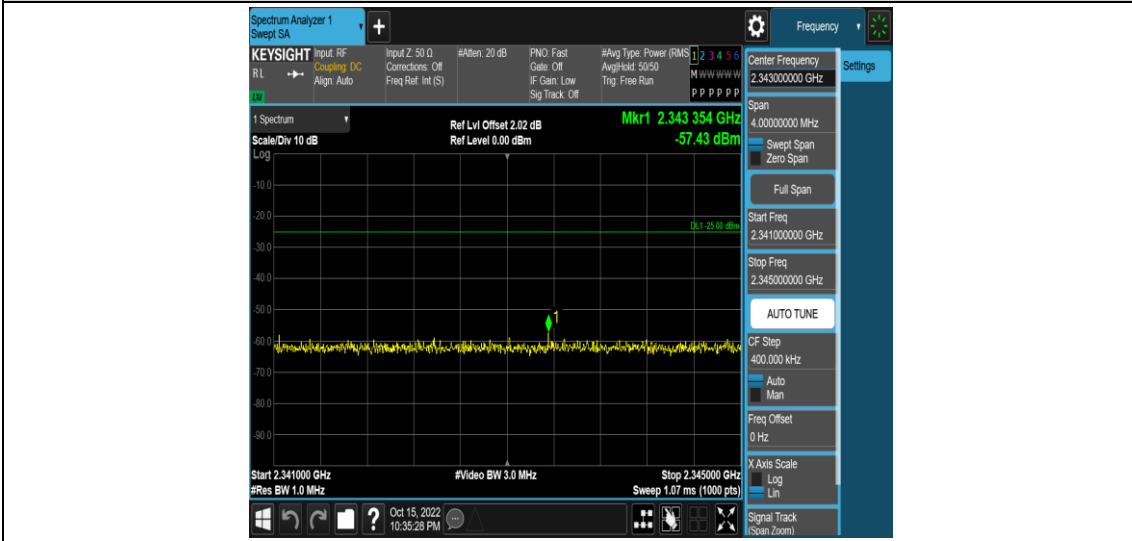 Spectrum Analyzer 1
Swept SA
Frequency
KEYSIGHT
Input: RF
Input Z: 50 Ω
#Atten: 20 dB
PNO: Fast
#Avg Type: Power (RMS
1 2 3 4 5 6
RL
Coupling: DC
Corrections: Off
Gate: Off
Avg|Hold: 50/50
M W W W W W
Align: Auto
Freq Ref: Int (S)
IF Gain: Low
Trig: Free Run
Sig Track: Off
P P P P P P
1 Spectrum
Ref Lvl Offset 2.02 dB
Mkr1 2.343 354 GHz
Scale/Div 10 dB
Ref Level 0.00 dBm
-57.43 dBm
Log
-10.0
-20.0
DL1 -25.00 dBm
-30.0
-40.0
-50.0
1
-60.0
-70.0
-80.0
-90.0
Start 2.341000 GHz
#Video BW 3.0 MHz
Stop 2.345000 GHz
#Res BW 1.0 MHz
Sweep 1.07 ms (1000 pts)
?
Oct 15, 2022
10:35:28 PM
Center Frequency
2.343000000 GHz
Settings
Span
4.00000000 MHz
Swept Span
Zero Span
Full Span
Start Freq
2.341000000 GHz
Stop Freq
2.345000000 GHz
AUTO TUNE
CF Step
400.000 kHz
Auto
Man
Freq Offset
0 Hz
X Axis Scale
Log
Lin
Signal Track
(Span Zoom)